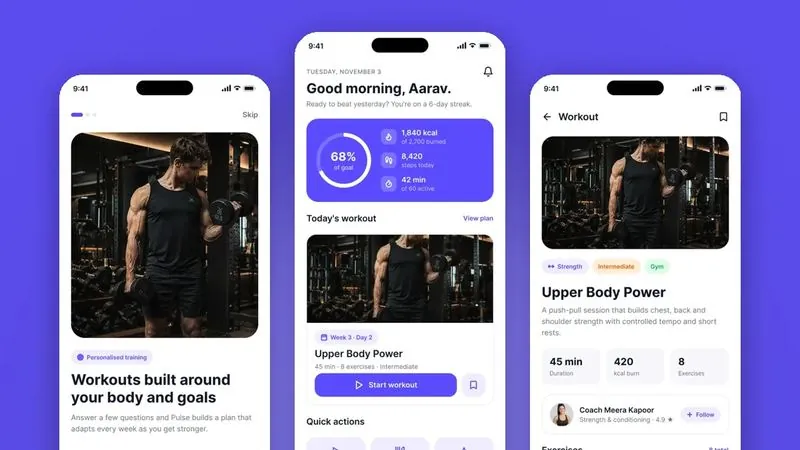 9:41
Skip
Personalised training
Workouts built around
your body and goals
Answer a few questions and Pulse builds a plan that
adapts every week as you get stronger.
9:41
TUESDAY, NOVEMBER 3
Good morning, Aarav.
Ready to beat yesterday? You're on a 6-day streak.
68%
of goal
1,840 kcal
of 2,700 burned
8,420
steps today
42 min
of 60 active
Today's workout
View plan
Week 3 · Day 2
Upper Body Power
45 min · 8 exercises · Intermediate
Start workout
Quick actions
9:41
Workout
Strength
Intermediate
Gym
Upper Body Power
A push-pull session that builds chest, back and
shoulder strength with controlled tempo and short
rests.
45 min
Duration
420
kcal burn
8
Exercises
Coach Meera Kapoor
Strength & conditioning · 4.9 ★
+ Follow
Exercises
8 total